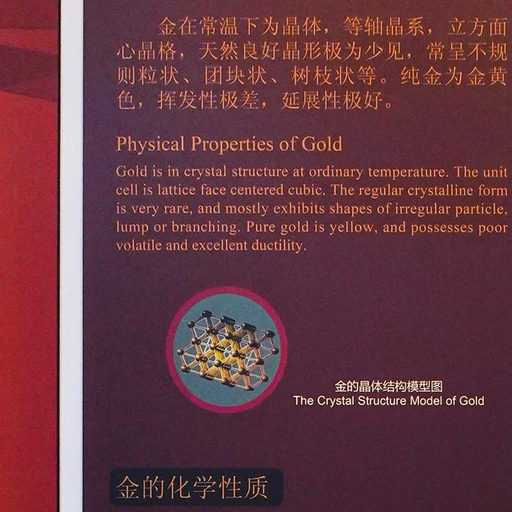 金在常温下为晶体，等轴晶系，立方面
心晶格，天然良好晶形极为少见，常呈不规
则粒状、团块状、树枝状等。纯金为金黄
色，挥发性极差，延展性极好。
Physical Properties of Gold
Gold is in crystal structure at ordinary temperature. The unit
cell is lattice face centered cubic. The regular crystalline form
is very rare, and mostly exhibits shapes of irregular particle,
lump or branching. Pure gold is yellow, and possesses poor
volatile and excellent ductility.
金的晶体结构模型图
The Crystal Structure Model of Gold
金的化学性质